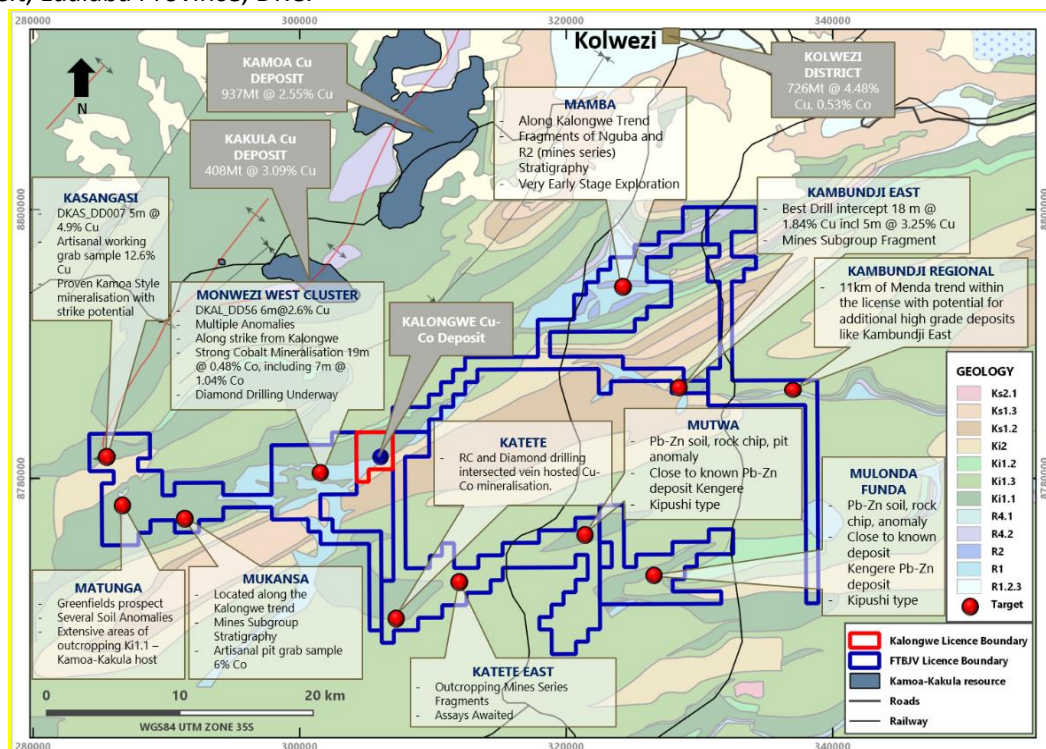 280000
300000
320000
340000
N
KAMOA Cu
DEPOSIT
937Mt @ 2.55% Cu
KAKULA Cu
DEPOSIT
408Mt @ 3.09% Cu
Kolwezi
KOLWEZI
DISTRICT
726Mt @ 4.48%
Cu, 0.53% Co
MAMBA
- Along Kalongwe Trend
- Fragments of Nguba and
R2 (mines series)
Stratigraphy
- Very Early Stage Exploration
8800000
8800000
KASANGASI
- DKAS_DD007 5m @
4.9% Cu
- Artisanal working
grab sample 12.6%
Cu
- Proven Kamoa Style
mineralisation with
strike potential
KAMBUNDJI EAST
- Best Drill intercept 18 m @
1.84% Cu incl 5m @ 3.25% Cu
- Mines Subgroup Fragment
KAMBUNDJI REGIONAL
- 11km of Menda trend within
the license with potential for
additional high grade deposits
like Kambundji East
MONWEZI WEST CLUSTER
- DKAL_DD56 6m@2.6% Cu
- Multiple Anomalies
- Along strike from Kalongwe
- Strong Cobalt Mineralisation 19m
@ 0.48% Co, including 7m @
1.04% Co
- Diamond Drilling Underway
KALONGWE Cu-
Co Deposit
KATETE
- RC and Diamond drilling
intersected vein hosted Cu-
Co mineralisation.
MUTWA
- Pb-Zn soil, rock chip, pit
anomaly
- Close to known Pb-Zn
deposit Kengere
- Kipushi type
MULONDA
FUNDA
- Pb-Zn soil, rock
chip, anomaly
- Close to known
deposit
Kengere Pb-Zn
deposit
- Kipushi type
8780000
8780000
MATUNGA
- Greenfields prospect
- Several Soil Anomalies
- Extensive areas of
outcropping Ki1.1 –
Kamoa-Kakula host
MUKANSA
- Located along the
Kalongwe trend
- Mines Subgroup
Stratigraphy
- Artisanal pit grab sample
6% Co
KATETE EAST
- Outcropping Mines Series
Fragments
- Assays Awaited
GEOLOGY
Ks2.1
Ks1.3
Ks1.2
Ki2
Ki1.2
Ki1.3
Ki1.1
R4.1
R4.2
R2
R1
R1.2.3
Target
Kalongwe Licence Boundary
FTBJV Licence Boundary
Kamoa-Kakula resource
Roads
Railway
0 10 20 km
WGS84 UTM ZONE 35S
280000
300000
320000
340000